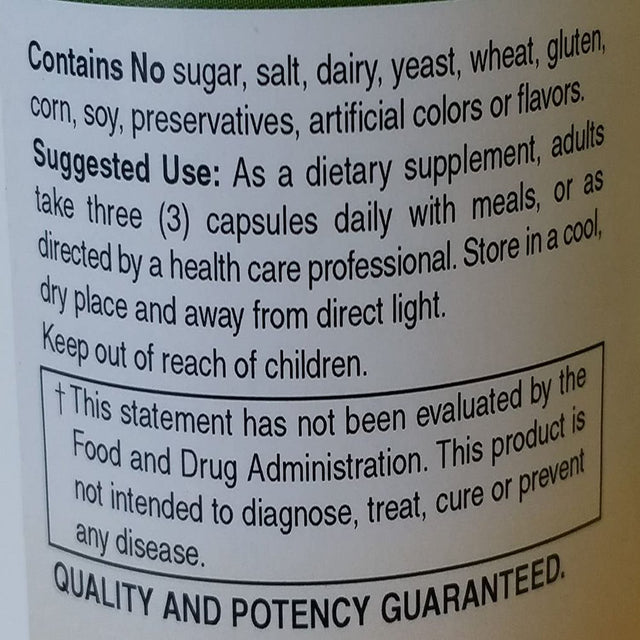 Contains No sugar, salt, dairy, yeast, wheat, gluten,
corn, soy, preservatives, artificial colors or flavors.
Suggested Use: As a dietary supplement, adults
take three (3) capsules daily with meals, or as
directed by a health care professional. Store in a cool,
dry place and away from direct light.
Keep out of reach of children.
† This statement has not been evaluated by the
Food and Drug Administration. This product is
not intended to diagnose, treat, cure or prevent
any disease.
QUALITY AND POTENCY GUARANTEED.